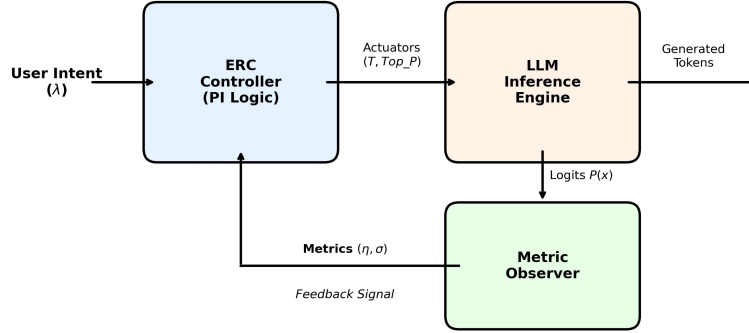 User Intent
(λ)
ERC
Controller
(PI Logic)
Actuators
(T, Top_P)
LLM
Inference
Engine
Generated
Tokens
Logits P(x)
Metric
Observer
Metrics (η, σ)
Feedback Signal